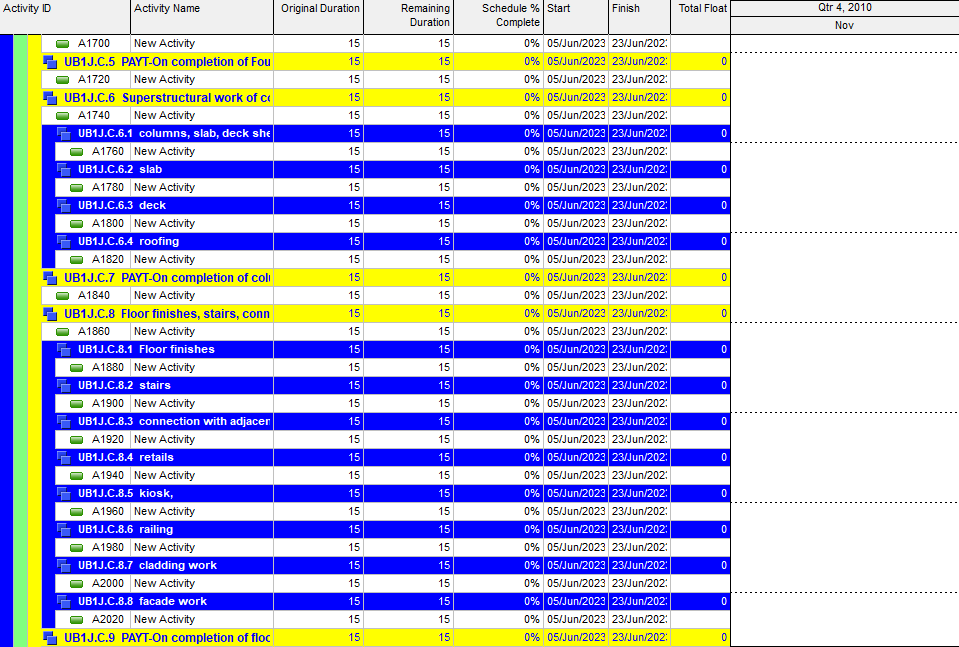 Activity ID Activity Name Original Duration Remaining Duration Schedule % Complete Start Finish Total Float Qtr 4, 2010
Nov
A1700 New Activity 15 15 0% 05/Jun/2023 23/Jun/202
UB1J.C.5 PAYT-On completion of Fou 15 15 0% 05/Jun/2023 23/Jun/202 0
A1720 New Activity 15 15 0% 05/Jun/2023 23/Jun/202
UB1J.C.6 Superstructural work of co 15 15 0% 05/Jun/2023 23/Jun/202 0
A1740 New Activity 15 15 0% 05/Jun/2023 23/Jun/202
UB1J.C.6.1 columns, slab, deck she 15 15 0% 05/Jun/2023 23/Jun/202 0
A1760 New Activity 15 15 0% 05/Jun/2023 23/Jun/202
UB1J.C.6.2 slab 15 15 0% 05/Jun/2023 23/Jun/202 0
A1780 New Activity 15 15 0% 05/Jun/2023 23/Jun/202
UB1J.C.6.3 deck 15 15 0% 05/Jun/2023 23/Jun/202 0
A1800 New Activity 15 15 0% 05/Jun/2023 23/Jun/202
UB1J.C.6.4 roofing 15 15 0% 05/Jun/2023 23/Jun/202 0
A1820 New Activity 15 15 0% 05/Jun/2023 23/Jun/202
UB1J.C.7 PAYT-On completion of col 15 15 0% 05/Jun/2023 23/Jun/202 0
A1840 New Activity 15 15 0% 05/Jun/2023 23/Jun/202
UB1J.C.8 Floor finishes, stairs, conn 15 15 0% 05/Jun/2023 23/Jun/202 0
A1860 New Activity 15 15 0% 05/Jun/2023 23/Jun/202
UB1J.C.8.1 Floor finishes 15 15 0% 05/Jun/2023 23/Jun/202 0
A1880 New Activity 15 15 0% 05/Jun/2023 23/Jun/202
UB1J.C.8.2 stairs 15 15 0% 05/Jun/2023 23/Jun/202 0
A1900 New Activity 15 15 0% 05/Jun/2023 23/Jun/202
UB1J.C.8.3 connection with adjacen 15 15 0% 05/Jun/2023 23/Jun/202 0
A1920 New Activity 15 15 0% 05/Jun/2023 23/Jun/202
UB1J.C.8.4 retails 15 15 0% 05/Jun/2023 23/Jun/202 0
A1940 New Activity 15 15 0% 05/Jun/2023 23/Jun/202
UB1J.C.8.5 kiosk, 15 15 0% 05/Jun/2023 23/Jun/202 0
A1960 New Activity 15 15 0% 05/Jun/2023 23/Jun/202
UB1J.C.8.6 railing 15 15 0% 05/Jun/2023 23/Jun/202 0
A1980 New Activity 15 15 0% 05/Jun/2023 23/Jun/202
UB1J.C.8.7 cladding work 15 15 0% 05/Jun/2023 23/Jun/202 0
A2000 New Activity 15 15 0% 05/Jun/2023 23/Jun/202
UB1J.C.8.8 facade work 15 15 0% 05/Jun/2023 23/Jun/202 0
A2020 New Activity 15 15 0% 05/Jun/2023 23/Jun/202
UB1J.C.9 PAYT-On completion of floo 15 15 0% 05/Jun/2023 23/Jun/202 0